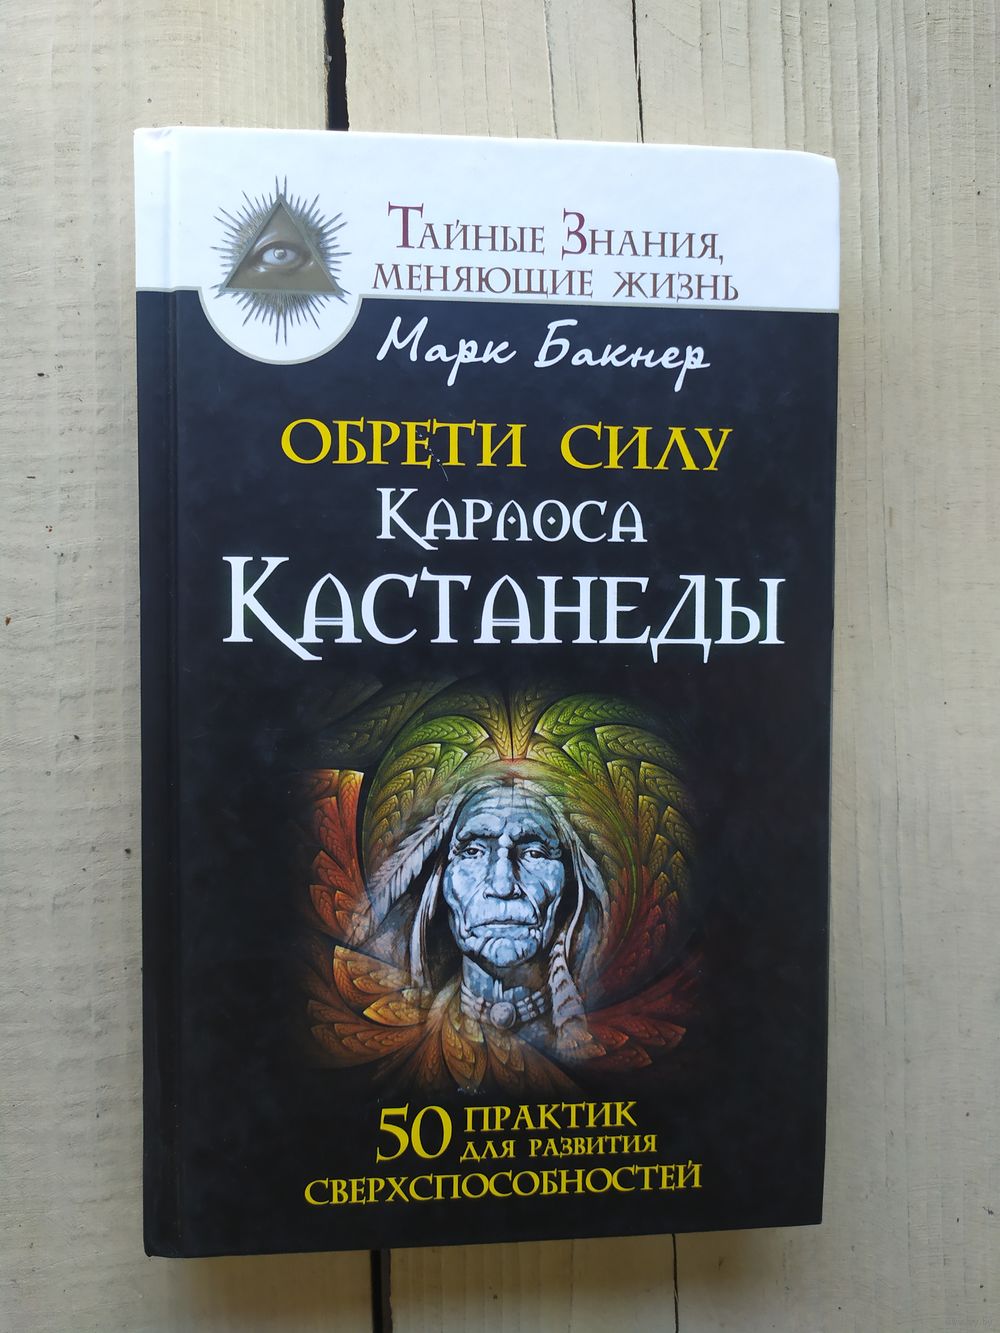 Тайные Знания,
меняющие жизнь
Марк Бакнер
ОБРЕТИ СИЛУ
КАРЛОСА
КАСТАНЕДЫ
50 ПРАКТИК
ДЛЯ РАЗВИТИЯ
СВЕРХСПОСОБНОСТЕЙ